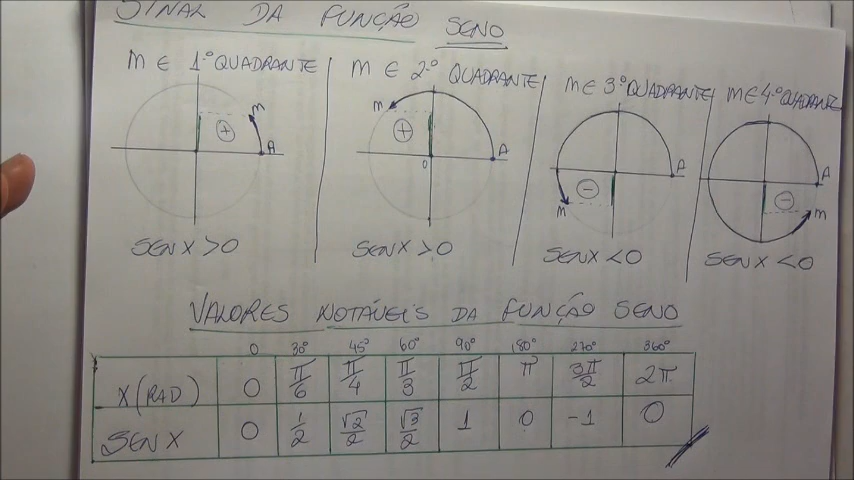 SINAL DA FUNÇÃO SENO
M ∈ 1.º QUADRANTE
M
+
A
SEN X > 0
M ∈ 2.º QUADRANTE
M
+
A
0
SEN X > 0
M ∈ 3º QUADRANTE
A
−
M
SEN X < 0
M ∈ 4.º QUADRANTE
A
−
M
SEN X < 0
VALORES NOTÁVEIS DA FUNÇÃO SENO
0 30° 45° 60° 90° 180° 270° 360°
X (RAD) 0 π/6 π/4 π/3 π/2 π 3π/2 2π
SEN X 0 1/2 √2/2 √3/2 1 0 -1 0